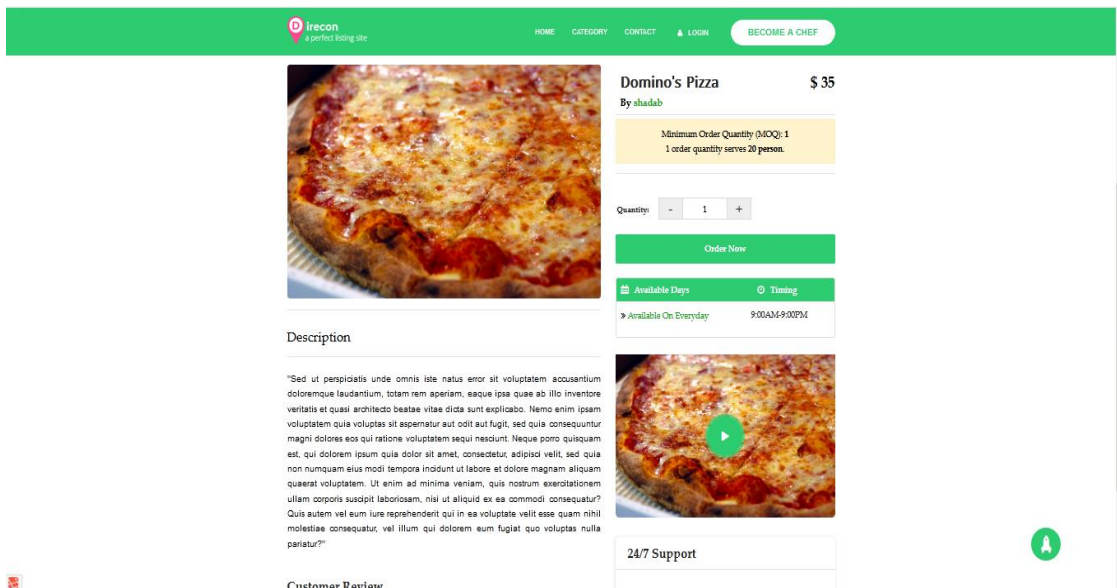 Direcon
a perfect listing site
HOME CATEGORY CONTACT LOGIN BECOME A CHEF
Domino's Pizza $ 35
By shadab
Minimum Order Quantity (MOQ): 1
1 order quantity serves 20 person.
Quantity: - 1 +
Order Now
Available Days Timing
» Available On Everyday 9:00AM-9:00PM
Description
"Sed ut perspiciatis unde omnis iste natus error sit voluptatem accusantium
doloremque laudantium, totam rem aperiam, eaque ipsa quae ab illo inventore
veritatis et quasi architecto beatae vitae dicta sunt explicabo. Nemo enim ipsam
voluptatem quia voluptas sit aspernatur aut odit aut fugit, sed quia consequuntur
magni dolores eos qui ratione voluptatem sequi nesciunt. Neque porro quisquam
est, qui dolorem ipsum quia dolor sit amet, consectetur, adipisci velit, sed quia
non numquam eius modi tempora incidunt ut labore et dolore magnam aliquam
quaerat voluptatem. Ut enim ad minima veniam, quis nostrum exercitationem
ullam corporis suscipit laboriosam, nisi ut aliquid ex ea commodi consequatur?
Quis autem vel eum iure reprehenderit qui in ea voluptate velit esse quam nihil
molestiae consequatur, vel illum qui dolorem eum fugiat quo voluptas nulla
pariatur?"
24/7 Support
Customer Review